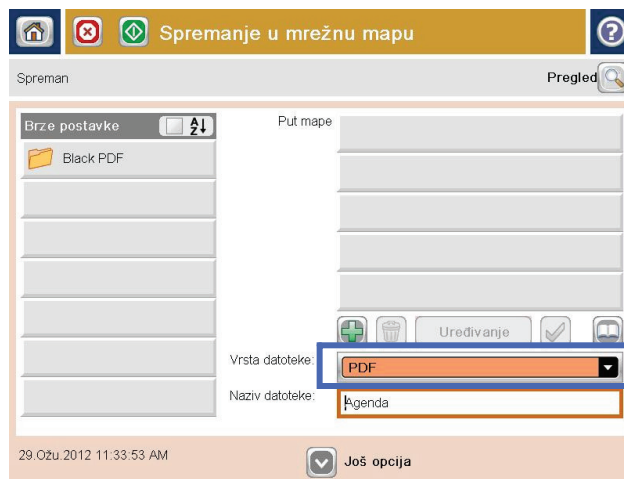 Spremanje u mrežnu mapu
?
Spreman
Pregled
Brze postavke
A
Z
Put mape
Black PDF
Uređivanje
Vrsta datoteke:
PDF
Naziv datoteke:
Agenda
29.Ožu.2012 11:33:53 AM
Još opcija